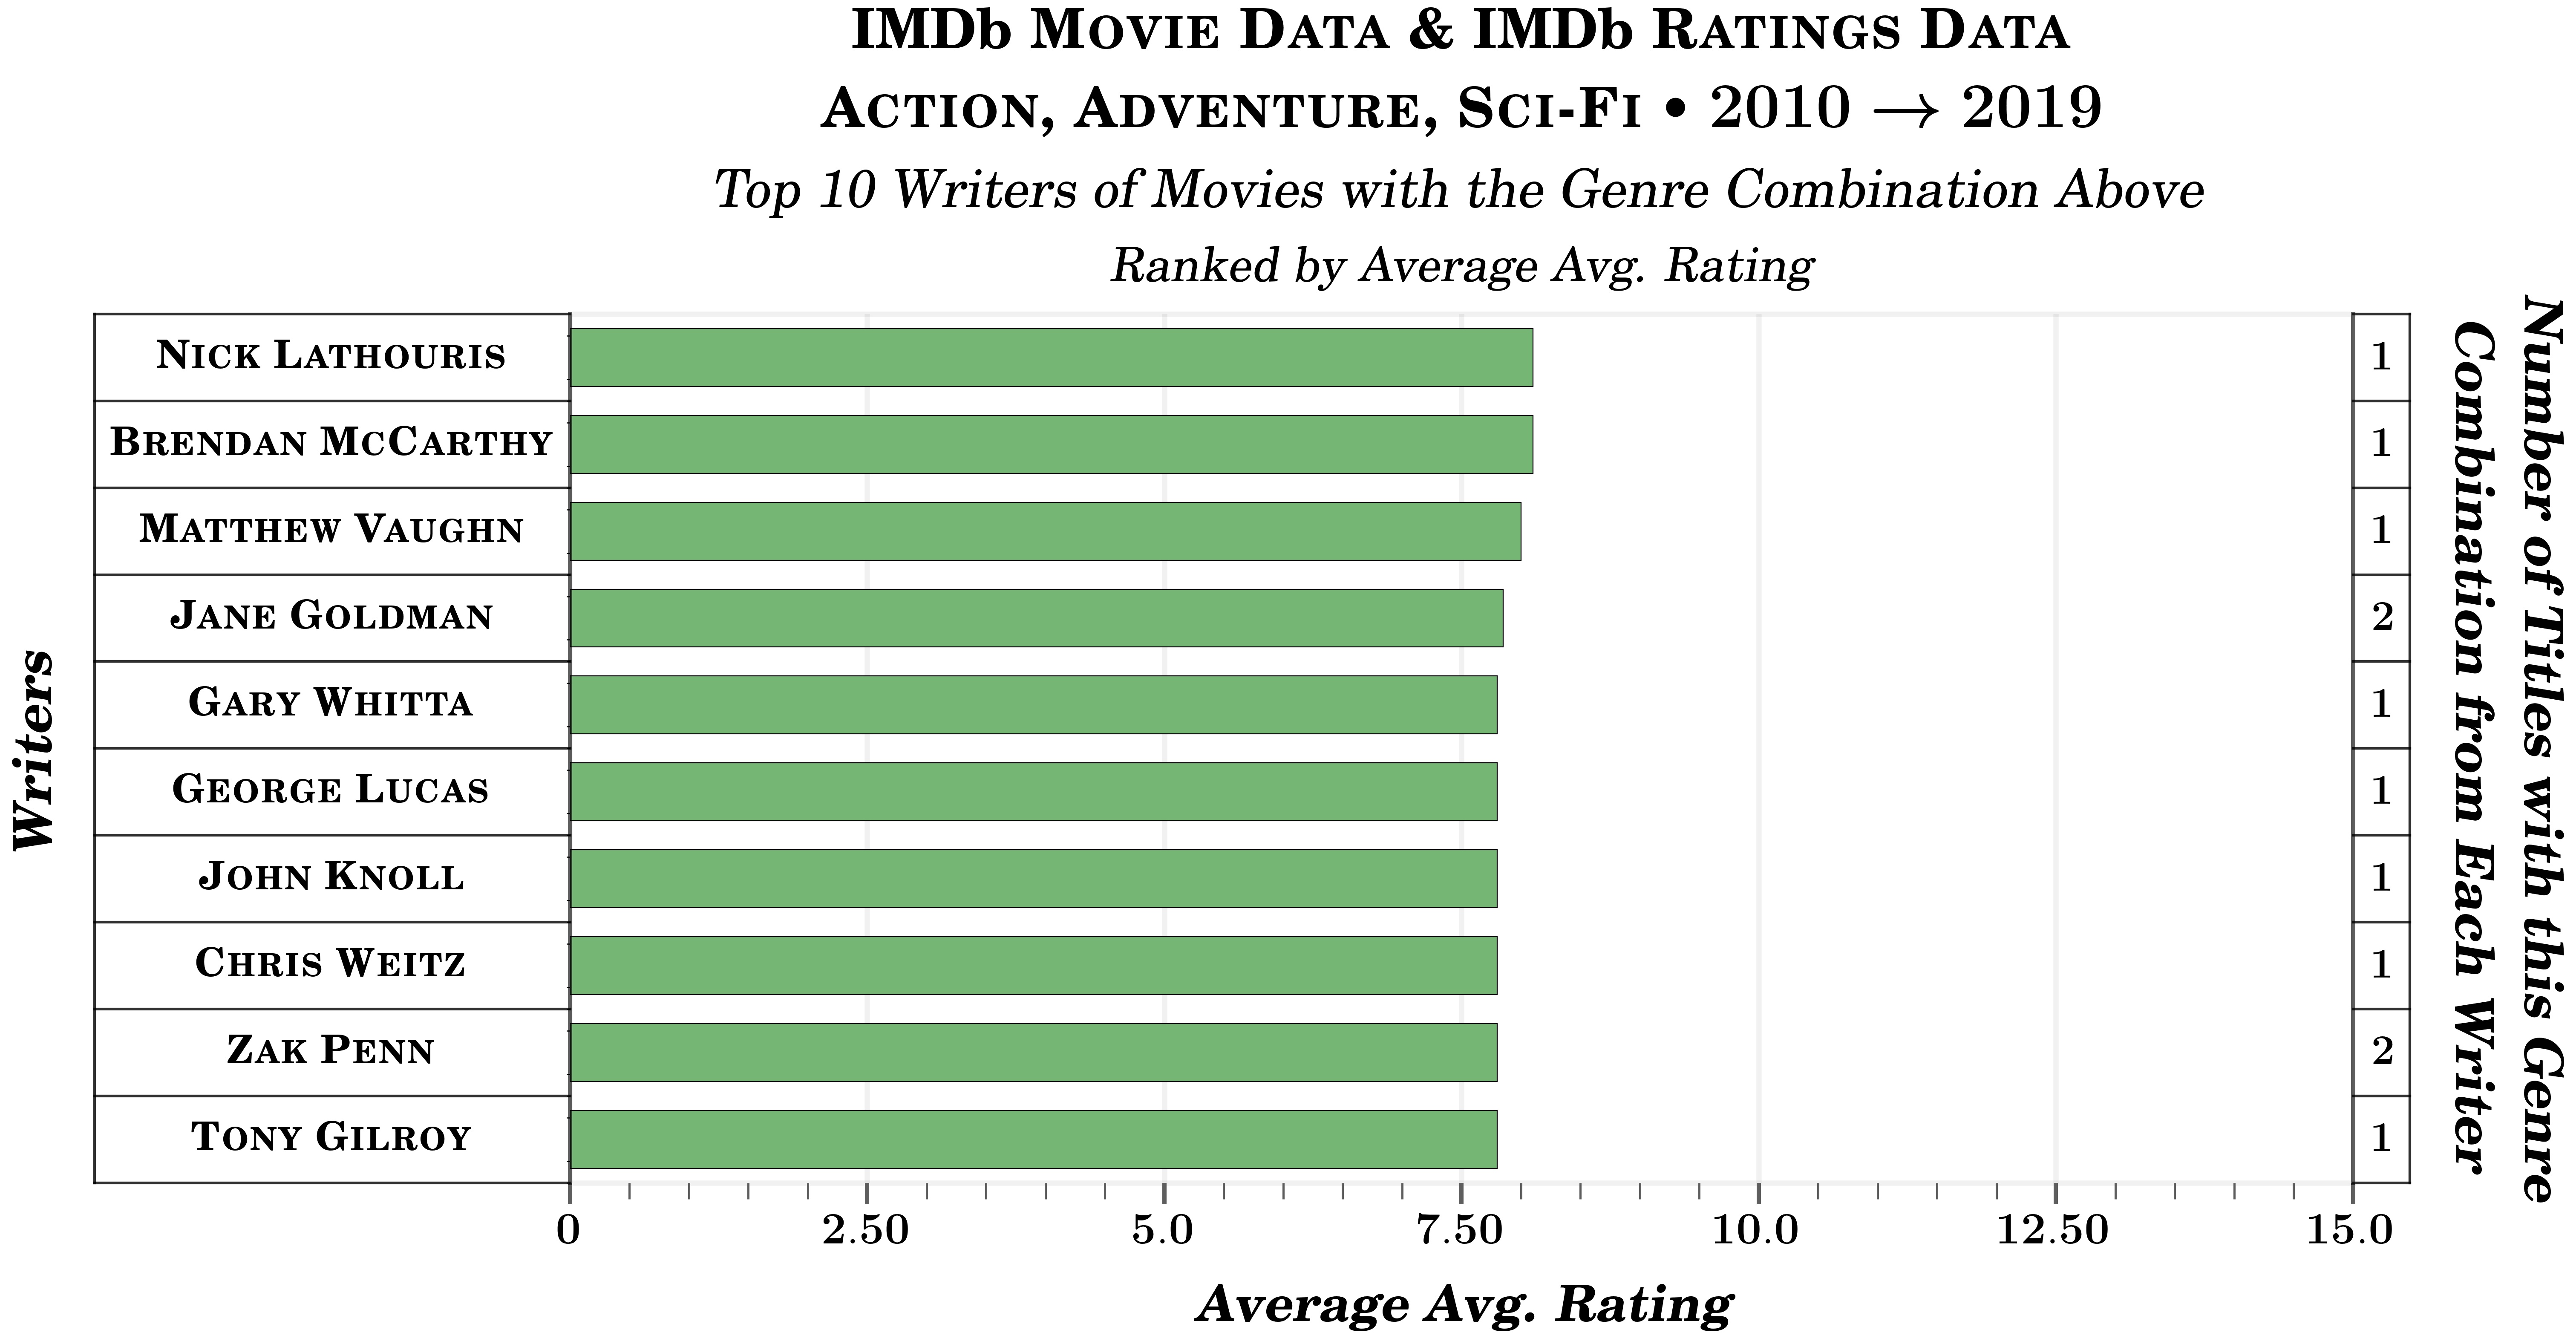 IMDb Movie Data & IMDb Ratings Data
Action, Adventure, Sci-Fi • 2010 → 2019
Top 10 Writers of Movies with the Genre Combination Above
Ranked by Average Avg. Rating
Writers
Nick Lathouris 1
Brendan McCarthy 1
Matthew Vaughn 1
Jane Goldman 2
Gary Whitta 1
George Lucas 1
John Knoll 1
Chris Weitz 1
Zak Penn 2
Tony Gilroy 1
Number of Titles with this Genre
Combination from Each Writer
0 2.50 5.0 7.50 10.0 12.50 15.0
Average Avg. Rating